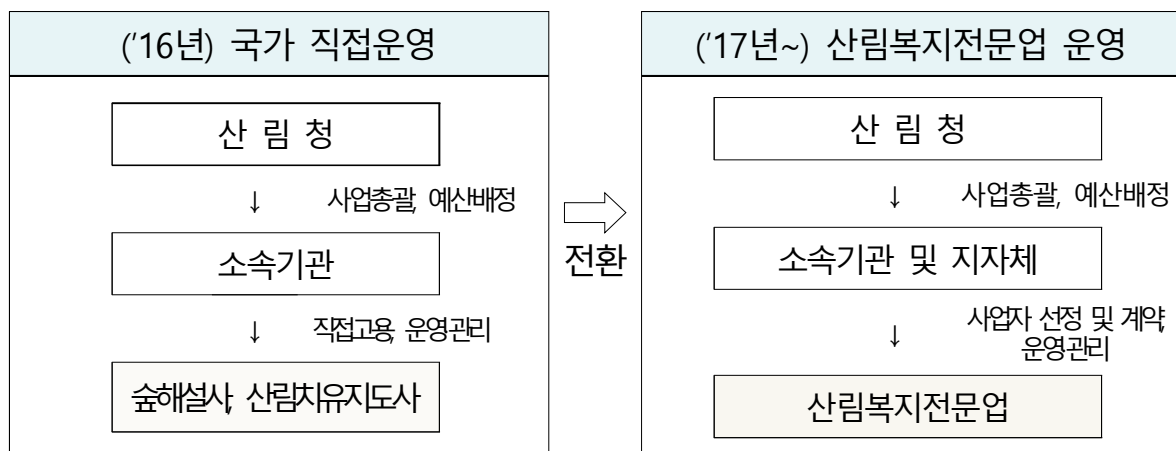 ('16년) 국가 직접운영
산 림 청
↓ 사업총괄, 예산배정
소속기관
↓ 직접고용, 운영관리
숲해설사, 산림치유지도사
전환
('17년~) 산림복지전문업 운영
산 림 청
↓ 사업총괄, 예산배정
소속기관 및 지자체
↓ 사업자 선정 및 계약,
운영관리
산림복지전문업